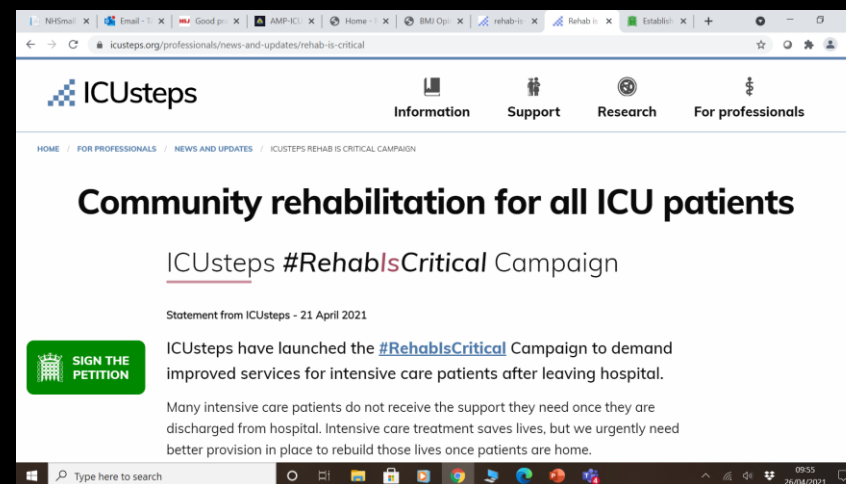 NHSmail
Email - T
Good pr
AMP-ICU
Home -
BMJ Opi
rehab-is
Rehab is
Establish
icusteps.org/professionals/news-and-updates/rehab-is-critical
ICUsteps
Information
Support
Research
For professionals
HOME / FOR PROFESSIONALS / NEWS AND UPDATES / ICUSTEPS REHAB IS CRITICAL CAMPAIGN
Community rehabilitation for all ICU patients
ICUsteps #RehabIsCritical Campaign
Statement from ICUsteps - 21 April 2021
SIGN THE
PETITION
ICUsteps have launched the #RehabIsCritical Campaign to demand
improved services for intensive care patients after leaving hospital.
Many intensive care patients do not receive the support they need once they are
discharged from hospital. Intensive care treatment saves lives, but we urgently need
better provision in place to rebuild those lives once patients are home.
Type here to search
09:55
26/04/2021